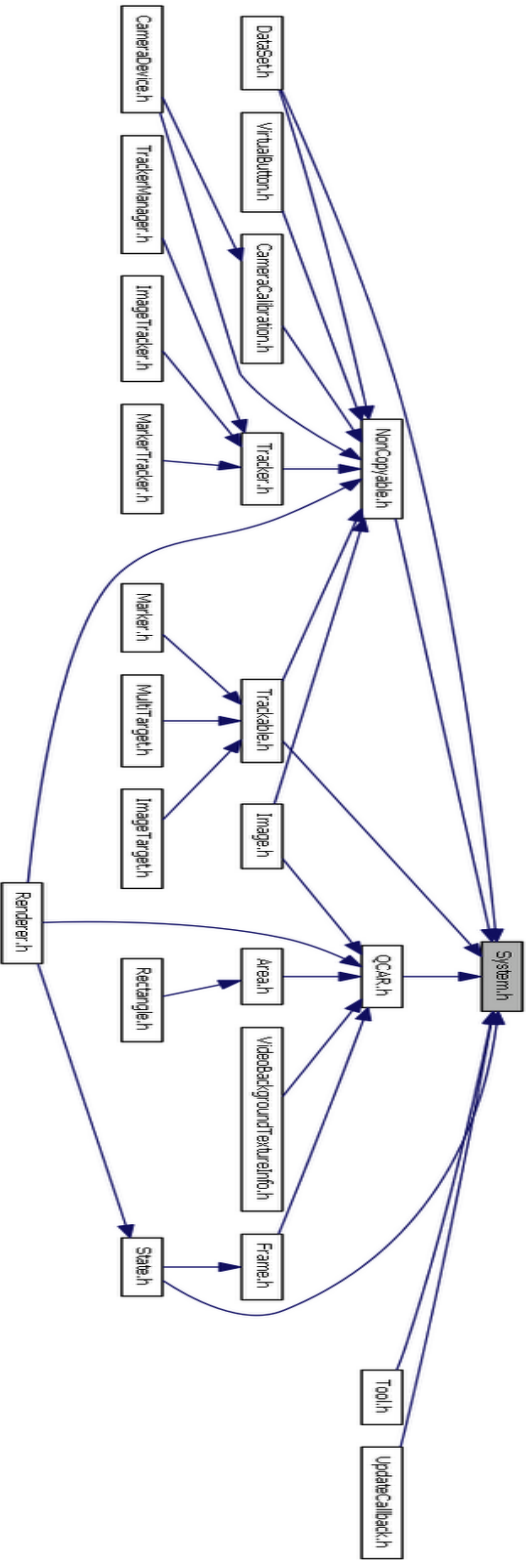 System.h
NonCopyable.h
QCAR.h
Tool.h
UpdateCallback.h
DataSet.h
VirtualButton.h
CameraCalibration.h
Tracker.h
Trackable.h
Image.h
Area.h
VideoBackgroundTextureInfo.h
Frame.h
CameraDevice.h
TrackerManager.h
ImageTracker.h
MarkerTracker.h
Marker.h
MultiTarget.h
ImageTarget.h
Rectangle.h
State.h
Renderer.h